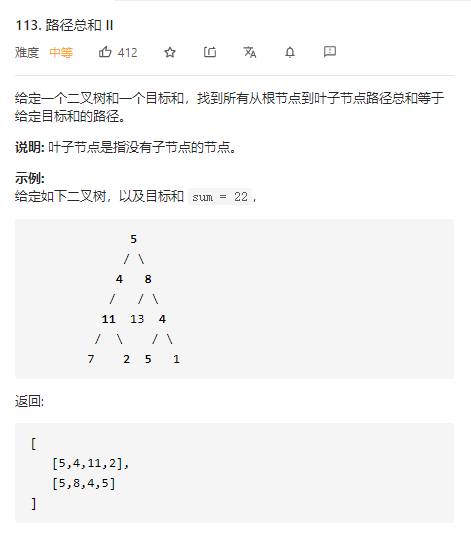 113. 路径总和 II
难度 中等 412
给定一个二叉树和一个目标和，找到所有从根节点到叶子节点路径总和等于
给定目标和的路径。
说明: 叶子节点是指没有子节点的节点。
示例:
给定如下二叉树，以及目标和 sum = 22，
5
/ \
4 8
/ / \
11 13 4
/ \ / \
7 2 5 1
返回:
[
[5,4,11,2],
[5,8,4,5]
]